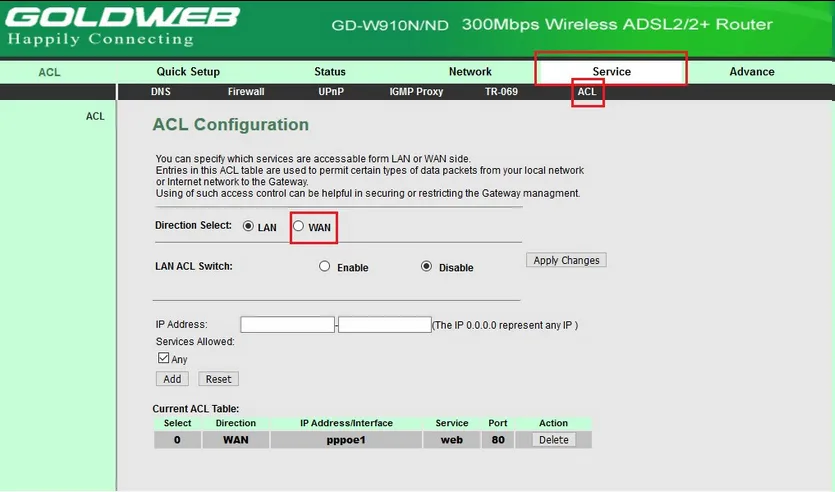 GOLDWEB
Happily Connecting
GD-W910N/ND 300Mbps Wireless ADSL2/2+ Router
ACL Quick Setup Status Network Service Advance
DNS Firewall UPnP IGMP Proxy TR-069 ACL
ACL
ACL Configuration
You can specify which services are accessable form LAN or WAN side.
Entries in this ACL table are used to permit certain types of data packets from your local network
or Internet network to the Gateway.
Using of such access control can be helpful in securing or restricting the Gateway managment.
Direction Select: LAN WAN
LAN ACL Switch: Enable Disable Apply Changes
IP Address: - (The IP 0.0.0.0 represent any IP )
Services Allowed:
Any
Add Reset
Current ACL Table:
Select Direction IP Address/Interface Service Port Action
0 WAN pppoe1 web 80 Delete